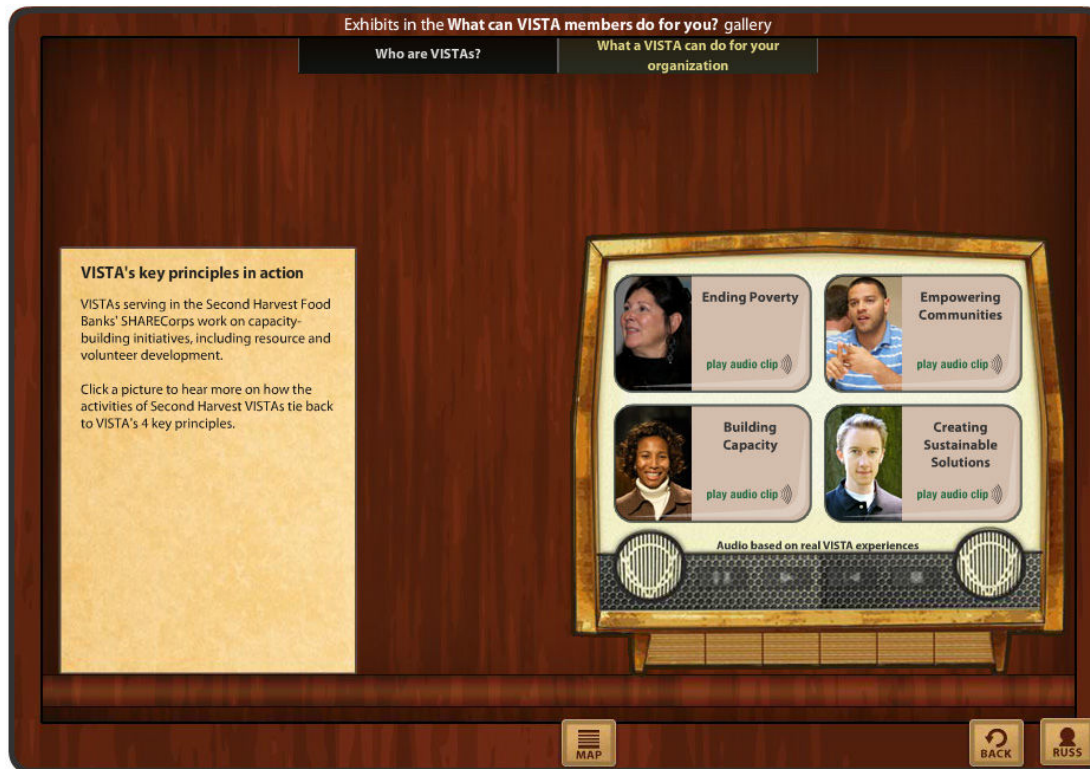 Exhibits in the What can VISTA members do for you? gallery
Who are VISTAs?
What a VISTA can do for your
organization
VISTA's key principles in action
VISTAs serving in the Second Harvest Food
Banks' SHARECorps work on capacity-
building initiatives, including resource and
volunteer development.
Click a picture to hear more on how the
activities of Second Harvest VISTAs tie back
to VISTA's 4 key principles.
Ending Poverty
play audio clip
Empowering
Communities
play audio clip
Building
Capacity
play audio clip
Creating
Sustainable
Solutions
play audio clip
Audio based on real VISTA experiences
MAP
BACK
RUSS